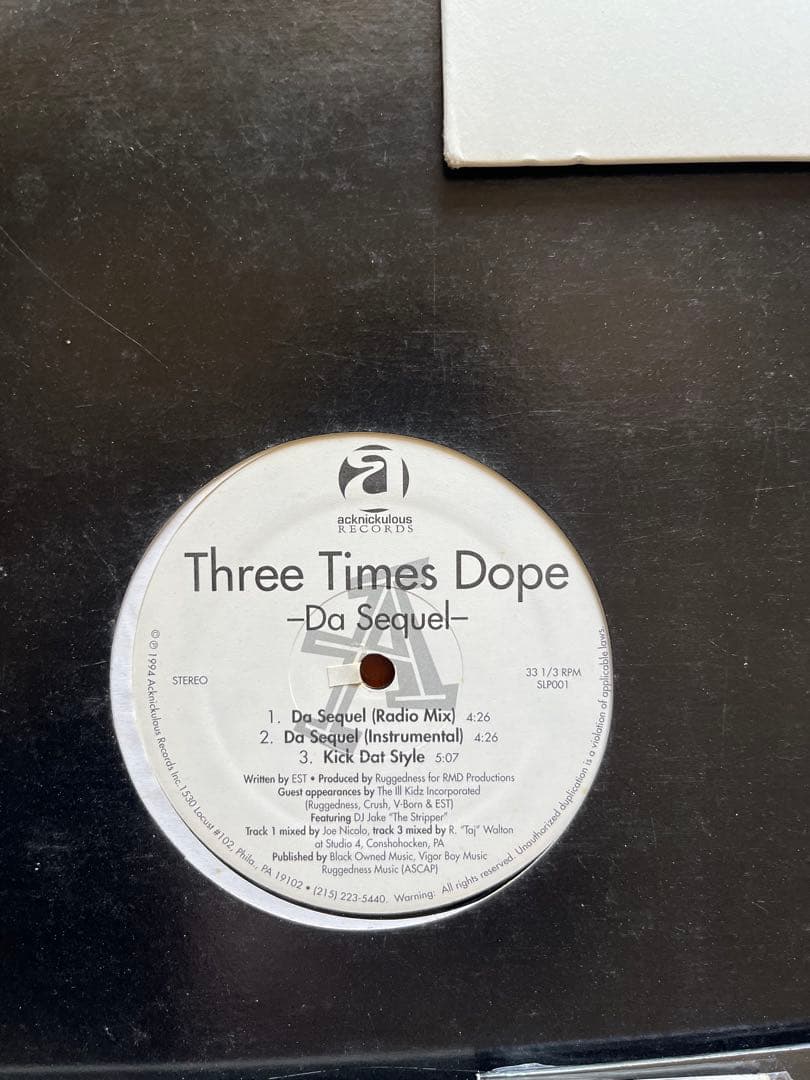 a
acknickulous
RECORDS
Three Times Dope
–Da Sequel–
STEREO
33 1/3 RPM
SLP001
1. Da Sequel (Radio Mix) 4:26
2. Da Sequel (Instrumental) 4:26
3. Kick Dat Style 5:07
Written by EST • Produced by Ruggedness for RMD Productions
Guest appearances by The Ill Kidz Incorporated
(Ruggedness, Crush, V-Born & EST)
Featuring DJ Jake "The Stripper"
Track 1 mixed by Joe Nicolo, track 3 mixed by R. "Taj" Walton
at Studio 4, Conshohocken, PA
Published by Black Owned Music, Vigor Boy Music
Ruggedness Music (ASCAP)
© ℗ 1994 Acknickulous Records Inc. 1530 Locust #102, Phila., PA 19102 • (215) 223-5440. Warning: All rights reserved. Unauthorized duplication is a violation of applicable laws.